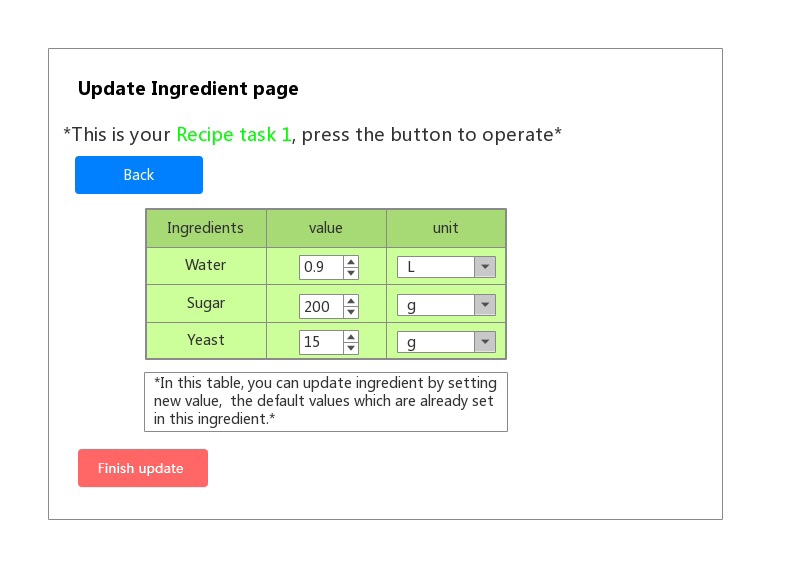 Update Ingredient page
*This is your Recipe task 1, press the button to operate*
Back
Ingredients value unit
Water 0.9 L
Sugar 200 g
Yeast 15 g
*In this table, you can update ingredient by setting
new value,  the default values which are already set
in this ingredient.*
Finish update